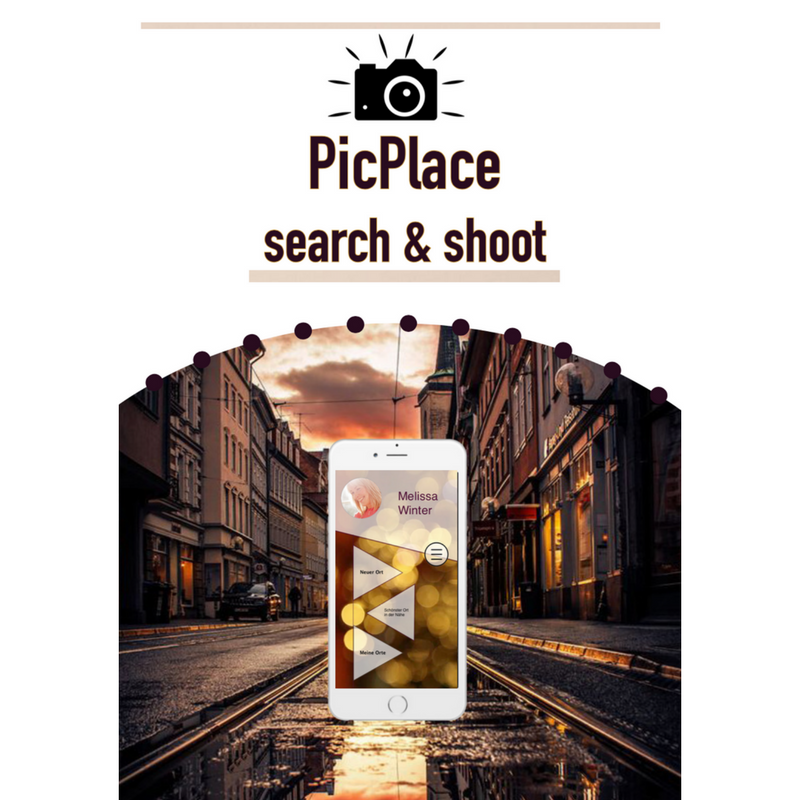 PicPlace
search & shoot
Melissa
Winter
Neuer Ort
Schönster Ort
in der Nähe
Meine Orte